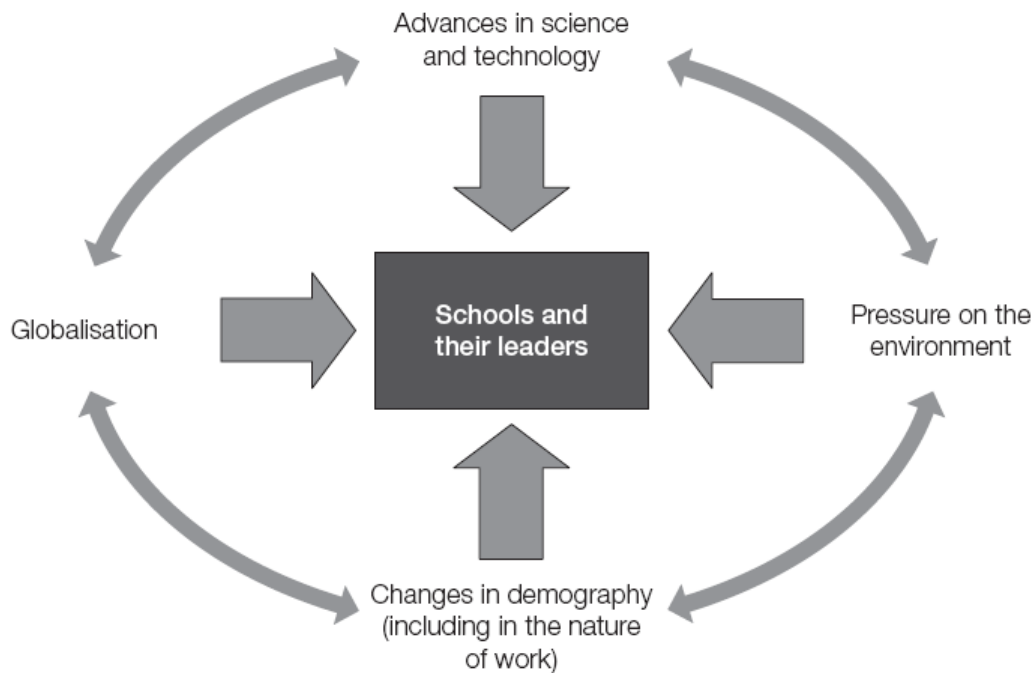 Advances in science
and technology
Globalisation
Schools and
their leaders
Pressure on the
environment
Changes in demography
(including in the nature
of work)